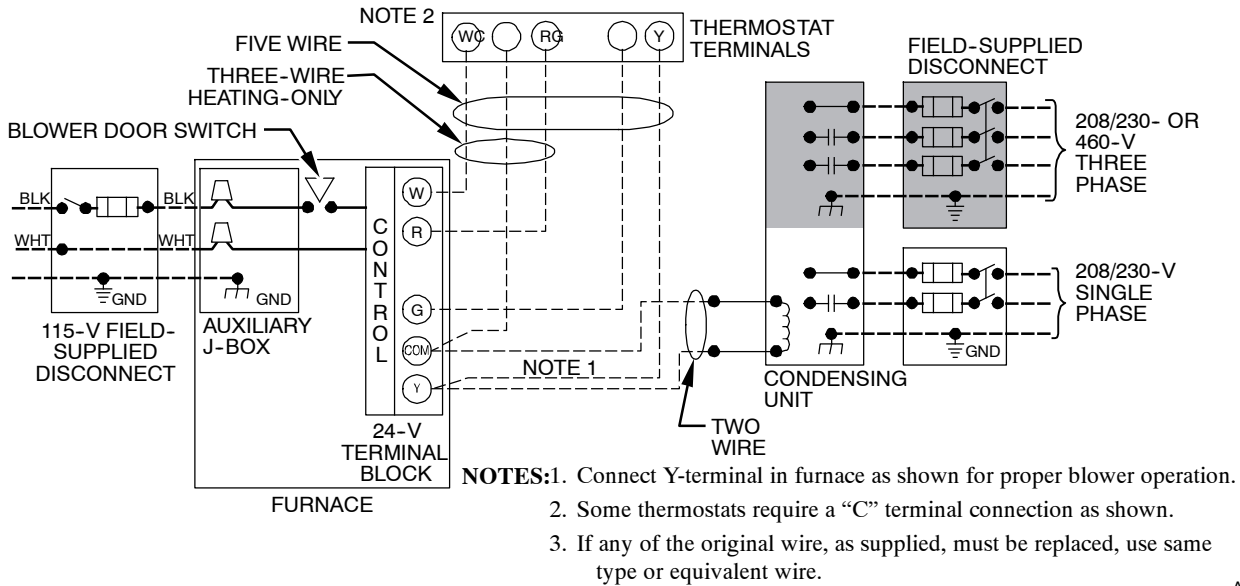 NOTE 2
WC
RG
Y
THERMOSTAT
TERMINALS
FIVE WIRE
THREE-WIRE
HEATING-ONLY
BLOWER DOOR SWITCH
FIELD-SUPPLIED
DISCONNECT
208/230- OR
460-V
THREE
PHASE
BLK
BLK
WHT
WHT
GND
GND
115-V FIELD-
SUPPLIED
DISCONNECT
AUXILIARY
J-BOX
CONTROL
W
R
G
COM
Y
NOTE 1
24-V
TERMINAL
BLOCK
FURNACE
TWO
WIRE
CONDENSING
UNIT
GND
208/230-V
SINGLE
PHASE
NOTES:1. Connect Y-terminal in furnace as shown for proper blower operation.
2. Some thermostats require a “C” terminal connection as shown.
3. If any of the original wire, as supplied, must be replaced, use same
type or equivalent wire.